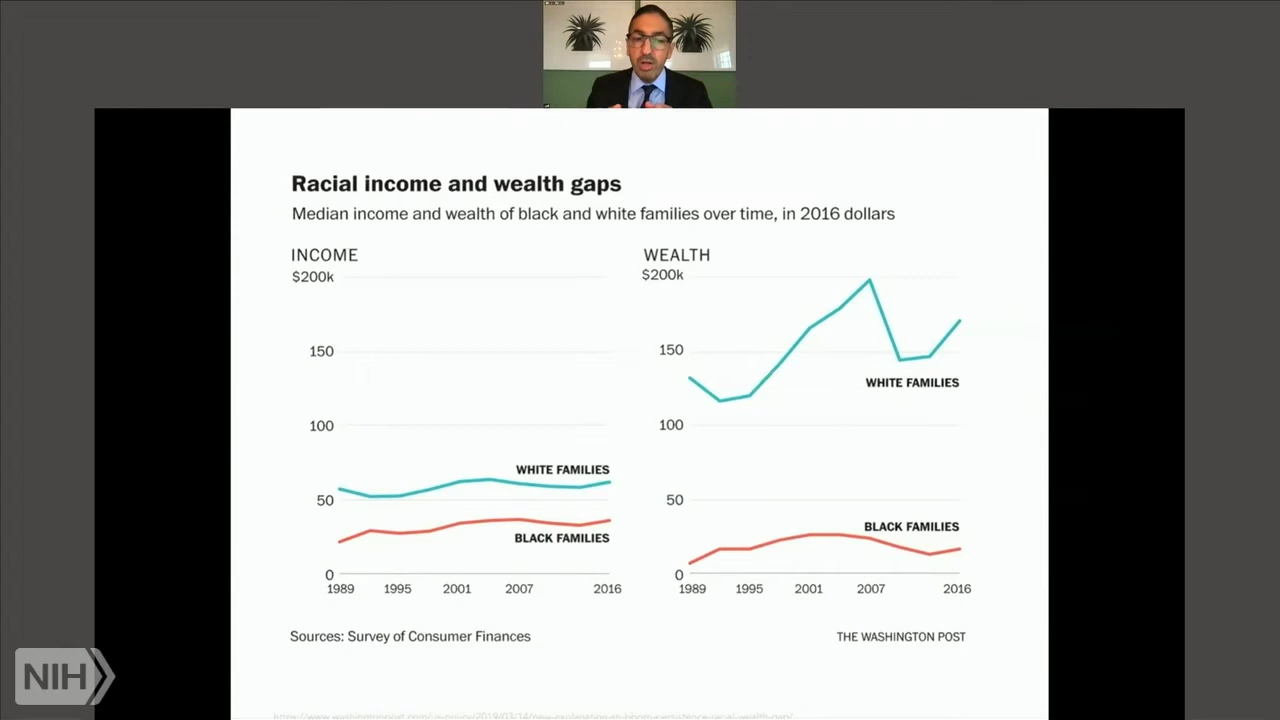 Racial income and wealth gaps
Median income and wealth of black and white families over time, in 2016 dollars
INCOME
$200k
150
100
50
0
WHITE FAMILIES
BLACK FAMILIES
1989 1995 2001 2007 2016
WEALTH
$200k
150
100
50
0
WHITE FAMILIES
BLACK FAMILIES
1989 1995 2001 2007 2016
Sources: Survey of Consumer Finances
THE WASHINGTON POST
NIH